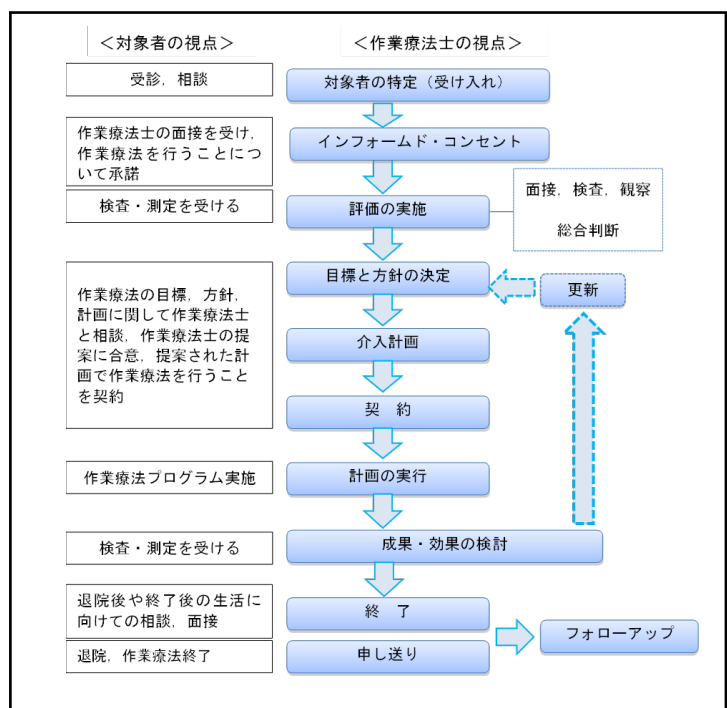 ＜対象者の視点＞
＜作業療法士の視点＞
受診，相談
対象者の特定（受け入れ）
作業療法士の面接を受け，
作業療法を行うことにつ
いて承諾
インフォームド・コンセント
検査・測定を受ける
評価の実施
面接，検査，観察
総合判断
作業療法の目標，方針，
計画に関して作業療法士
と相談，作業療法士の提
案に合意，提案された計
画で作業療法を行うこと
を契約
目標と方針の決定
更新
介入計画
契　約
作業療法プログラム実施
計画の実行
検査・測定を受ける
成果・効果の検討
退院後や終了後の生活に
向けての相談，面接
終　了
フォローアップ
退院，作業療法終了
申し送り